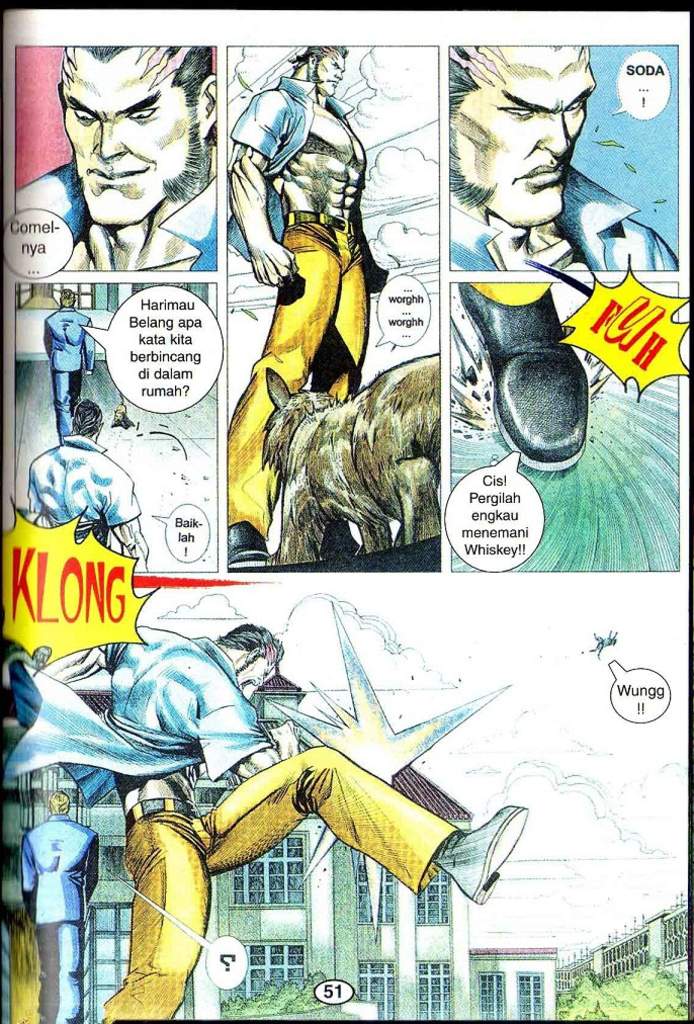 Comel-
nya
...
...
worghh
...
worghh
...
SODA
...
!
Harimau
Belang apa
kata kita
berbincang
di dalam
rumah?
Baik-
lah
!
FUH
Cis!
Pergilah
engkau
menemani
Whiskey!!
KLONG
Wungg
!!
?
51